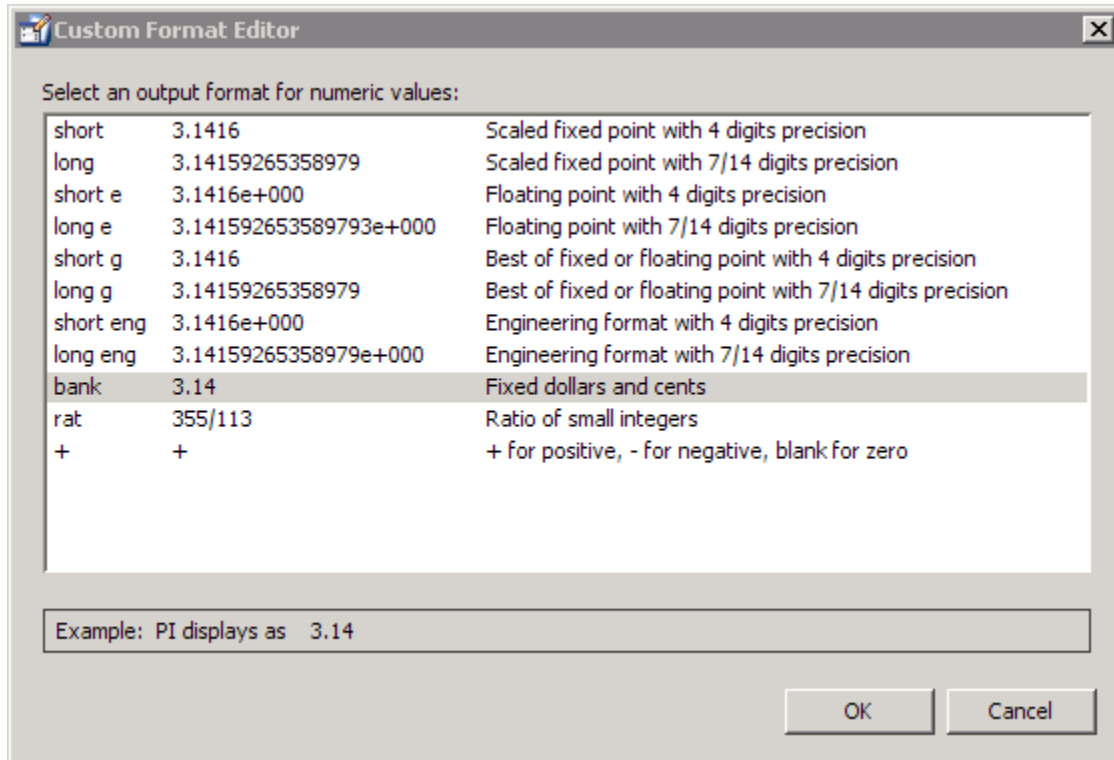 Custom Format Editor
Select an output format for numeric values:
short 3.1416 Scaled fixed point with 4 digits precision
long 3.14159265358979 Scaled fixed point with 7/14 digits precision
short e 3.1416e+000 Floating point with 4 digits precision
long e 3.141592653589793e+000 Floating point with 7/14 digits precision
short g 3.1416 Best of fixed or floating point with 4 digits precision
long g 3.14159265358979 Best of fixed or floating point with 7/14 digits precision
short eng 3.1416e+000 Engineering format with 4 digits precision
long eng 3.14159265358979e+000 Engineering format with 7/14 digits precision
bank 3.14 Fixed dollars and cents
rat 355/113 Ratio of small integers
+ + + for positive, - for negative, blank for zero
Example: PI displays as 3.14
OK Cancel